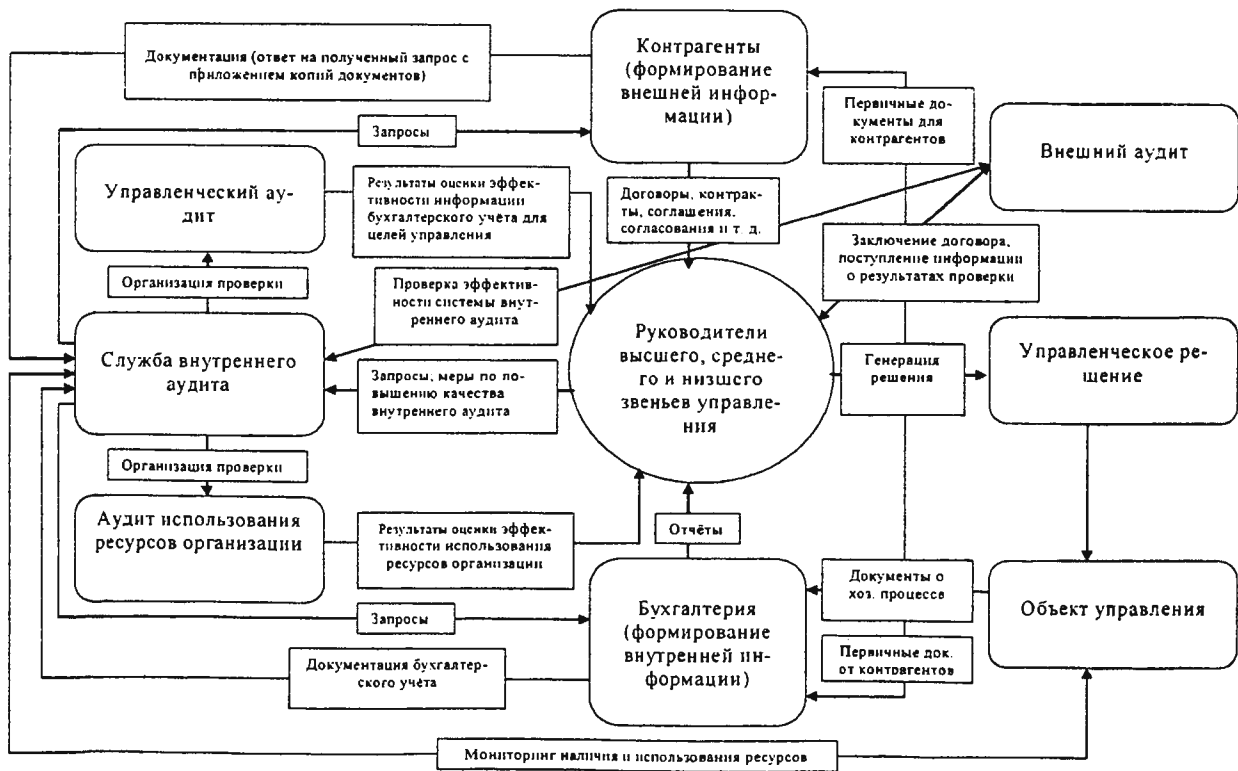 Документация (ответ на полученный запрос с
приложением копий документов)
Контрагенты
(формирование
внешней инфор-
мации)
Запросы
Первичные до-
кументы для
контрагентов
Внешний аудит
Управленческий ау-
дит
Результаты оценки эффек-
тивности информации
бухгалтерского учёта для
целей управления
Договоры, контрак-
ты, соглашения,
согласования и т. д.
Заключение договора,
поступление информации
о результатах проверки
Организация проверки
Проверка эффектив-
ности системы внут-
реннего аудита
Служба внутреннего
аудита
Руководители
высшего, средне-
го и низшего
звеньев управле-
ния
Генерация
решения
Управленческое ре-
шение
Запросы, меры по по-
вышению качества
внутреннего аудита
Организация проверки
Аудит использования
ресурсов организации
Результаты оценки эффек-
тивности использования
ресурсов организации
Отчёты
Бухгалтерия
(формирование
внутренней ин-
формации)
Документы о
хоз. процессе
Объект управления
Запросы
Первичные док.
от контрагентов
Документация бухгалтер-
ского учёта
Мониторинг наличия и использования ресурсов